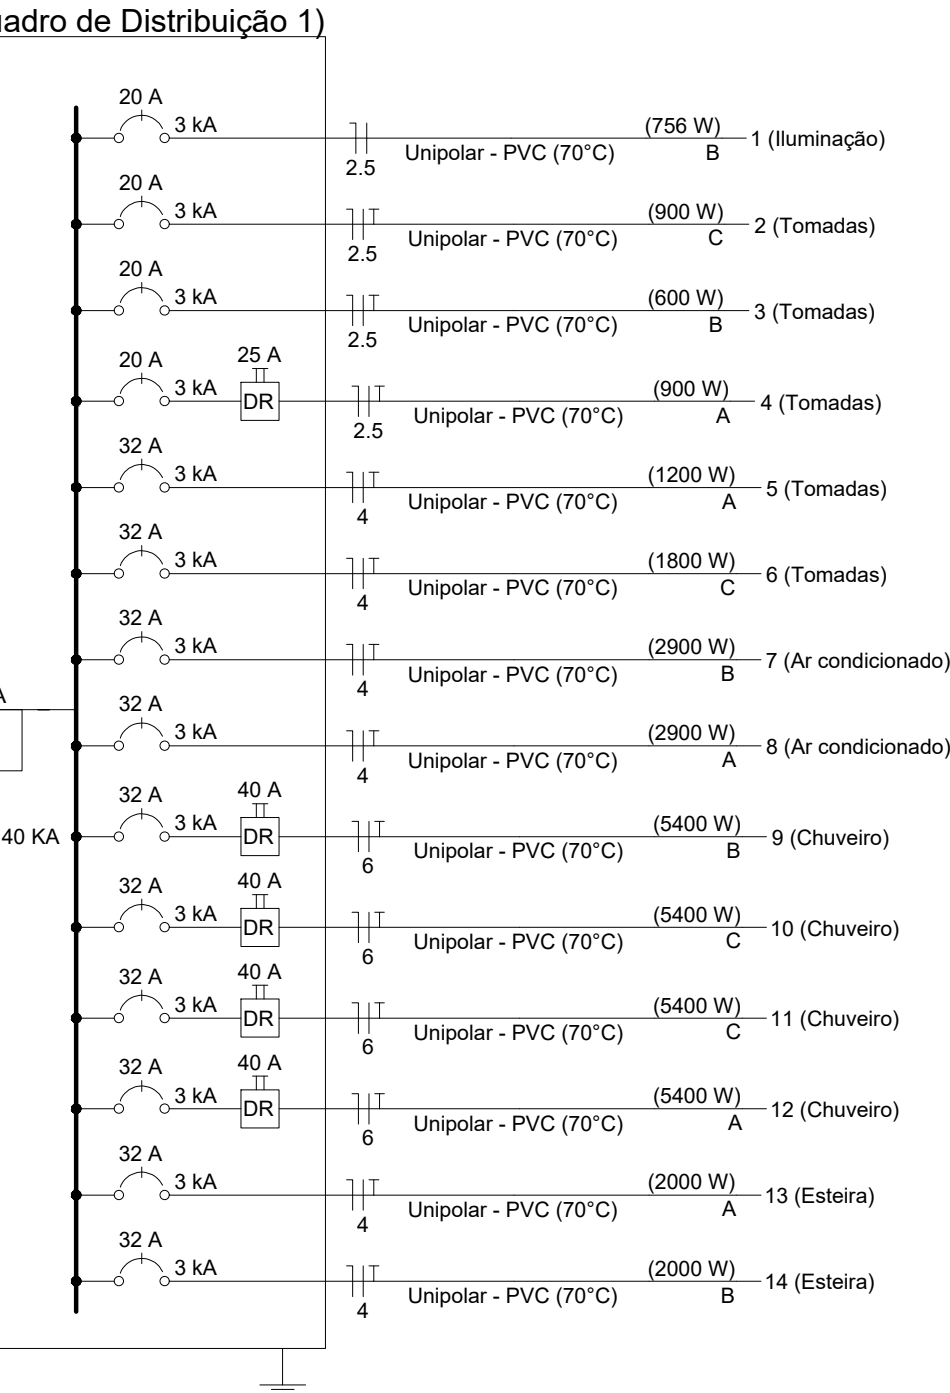 uadro de Distribuição 1)
20 A
3 kA
2.5
Unipolar - PVC (70°C)
(756 W)
B
1 (Iluminação)
20 A
3 kA
2.5
Unipolar - PVC (70°C)
(900 W)
C
2 (Tomadas)
20 A
3 kA
2.5
Unipolar - PVC (70°C)
(600 W)
B
3 (Tomadas)
20 A
3 kA
25 A
DR
2.5
Unipolar - PVC (70°C)
(900 W)
A
4 (Tomadas)
32 A
3 kA
4
Unipolar - PVC (70°C)
(1200 W)
A
5 (Tomadas)
32 A
3 kA
4
Unipolar - PVC (70°C)
(1800 W)
C
6 (Tomadas)
32 A
3 kA
4
Unipolar - PVC (70°C)
(2900 W)
B
7 (Ar condicionado)
A
32 A
3 kA
4
Unipolar - PVC (70°C)
(2900 W)
A
8 (Ar condicionado)
40 KA
32 A
3 kA
40 A
DR
6
Unipolar - PVC (70°C)
(5400 W)
B
9 (Chuveiro)
32 A
3 kA
40 A
DR
6
Unipolar - PVC (70°C)
(5400 W)
C
10 (Chuveiro)
32 A
3 kA
40 A
DR
6
Unipolar - PVC (70°C)
(5400 W)
C
11 (Chuveiro)
32 A
3 kA
40 A
DR
6
Unipolar - PVC (70°C)
(5400 W)
A
12 (Chuveiro)
32 A
3 kA
4
Unipolar - PVC (70°C)
(2000 W)
A
13 (Esteira)
32 A
3 kA
4
Unipolar - PVC (70°C)
(2000 W)
B
14 (Esteira)